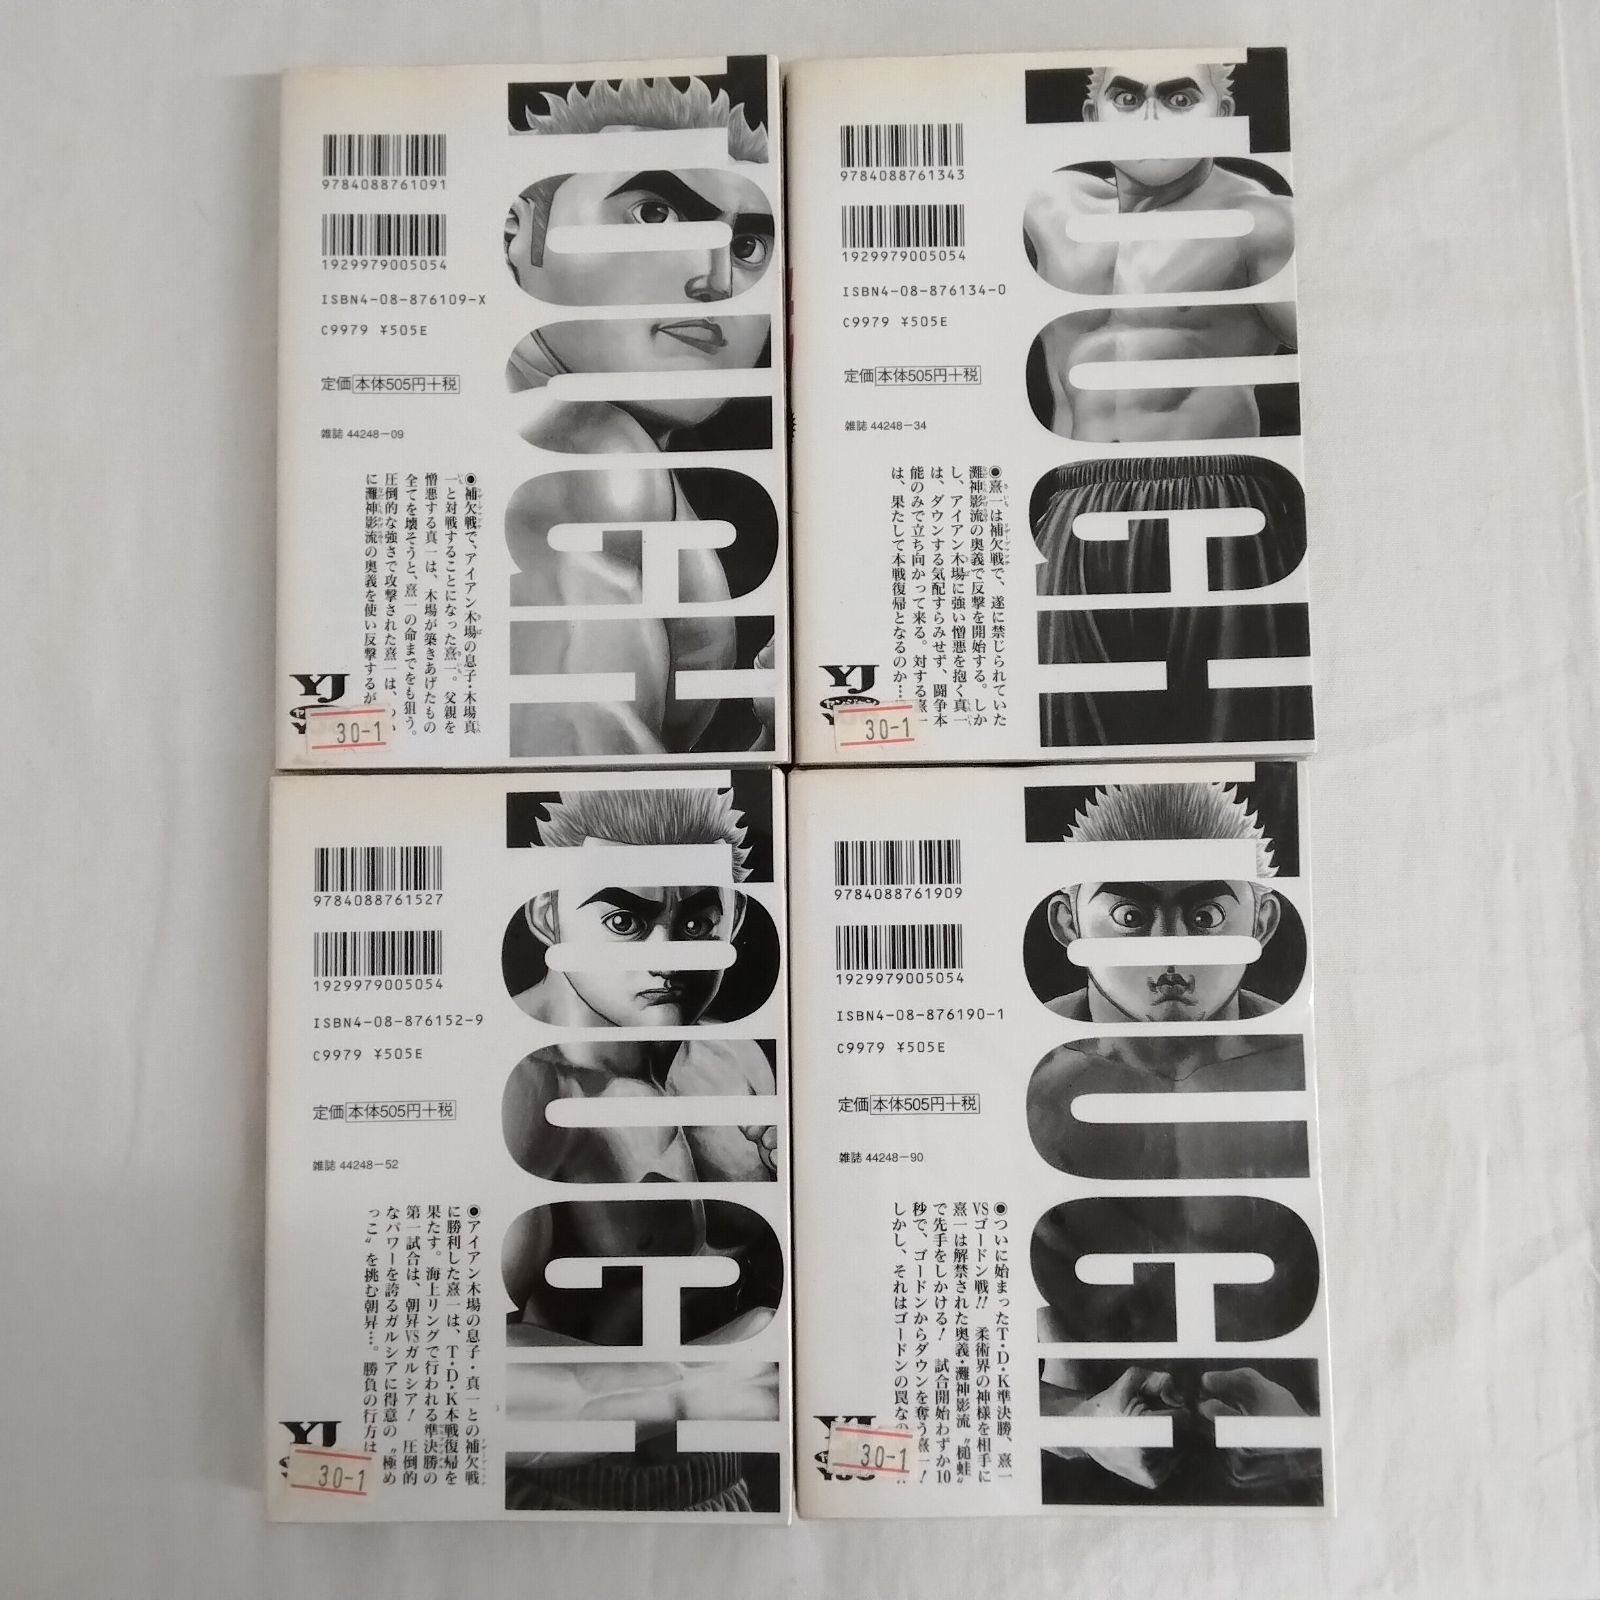 TOUGH
9784088761091
1929979005054
ISBN4-08-876109-X
C9979 ¥505E
定価 本体505円＋税
雑誌 44248－09
●補欠戦で、アイアン木場の息子・木場真
一と対戦することになった熹一。父親を
憎悪する真一は、木場が築きあげたもの
全てを壊そうと、熹一の命までをも狙う。
圧倒的な強さで攻撃された熹一は、
に灘神影流の奥義を使い反撃するが
YJ
30-1
TOUGH
9784088761343
1929979005054
ISBN4-08-876134-0
C9979 ¥505E
定価 本体505円＋税
雑誌 44248－34
●熹一は補欠戦で、遂に禁じられていた
灘神影流の奥義で反撃を開始する。しか
し、アイアン木場に強い憎悪を抱く真一
は、ダウンする気配すらみせず、闘争本
能のみで立ち向かって来る。対する熹一
は、果たして本戦復帰となるのか…
YJ
30-1
TOUGH
9784088761527
1929979005054
ISBN4-08-876152-9
C9979 ¥505E
定価 本体505円＋税
雑誌 44248－52
●アイアン木場の息子・真一との補欠戦
に勝利した熹一は、T・D・K本戦復帰を
果たす。海上リングで行われる準決勝の
第一試合は、朝昇VSガルシア！ 圧倒的
なパワーを誇るガルシアに得意の〝極め
っこ〟を挑む朝昇…。勝負の行方は
YJ
30-1
TOUGH
9784088761909
1929979005054
ISBN4-08-876190-1
C9979 ¥505E
定価 本体505円＋税
雑誌 44248－90
●ついに始まったT・D・K準決勝、熹一
VSゴードン戦!! 柔術界の神様を相手に
熹一は解禁された奥義・灘神影流〝槌蛙〟
で先手をしかける！ 試合開始わずか10
秒で、ゴードンからダウンを奪う熹一！
しかし、それはゴードンの罠なの
YJ
30-1